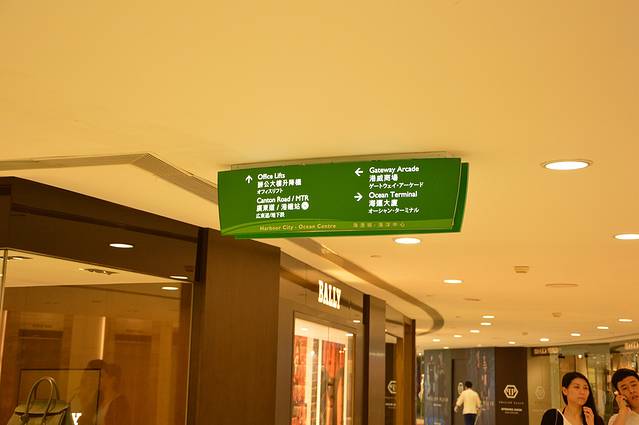 Office Lifts
辦公大樓升降機
オフィスリフト
Canton Road / MTR
廣東道 / 港鐵站
広東道/地下鉄
Gateway Arcade
港威商場
ゲートウェイ・アーケード
Ocean Terminal
海運大廈
オーシャン・ターミナル
Harbour City - Ocean Centre 海港城 - 海洋中心
BALLY
PHILIPP PLEIN